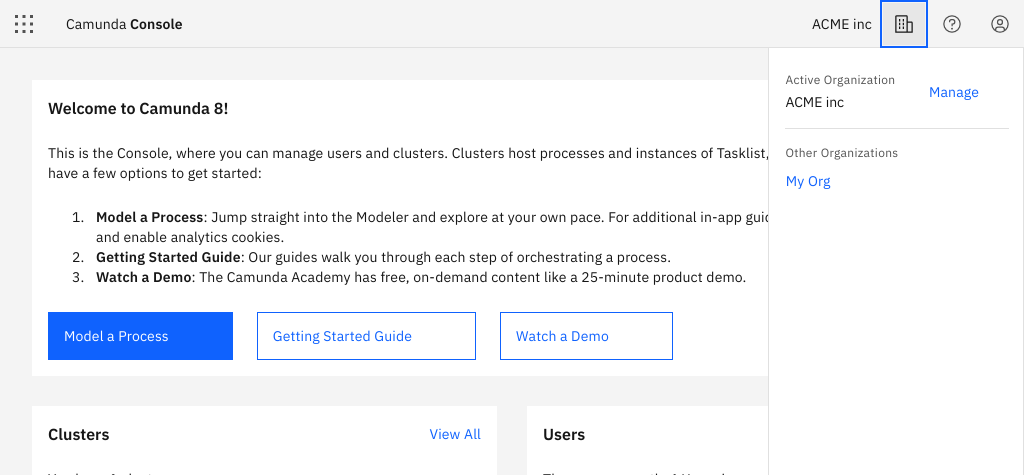 Camunda Console
ACME inc
Active Organization
ACME inc
Manage
Other Organizations
My Org
Welcome to Camunda 8!
This is the Console, where you can manage users and clusters. Clusters host processes and instances of Tasklist,
have a few options to get started:
1. Model a Process: Jump straight into the Modeler and explore at your own pace. For additional in-app
and enable analytics cookies.
2. Getting Started Guide: Our guides walk you through each step of orchestrating a process.
3. Watch a Demo: The Camunda Academy has free, on-demand content like a 25-minute product demo.
Model a Process
Getting Started Guide
Watch a Demo
Clusters
View All
Users